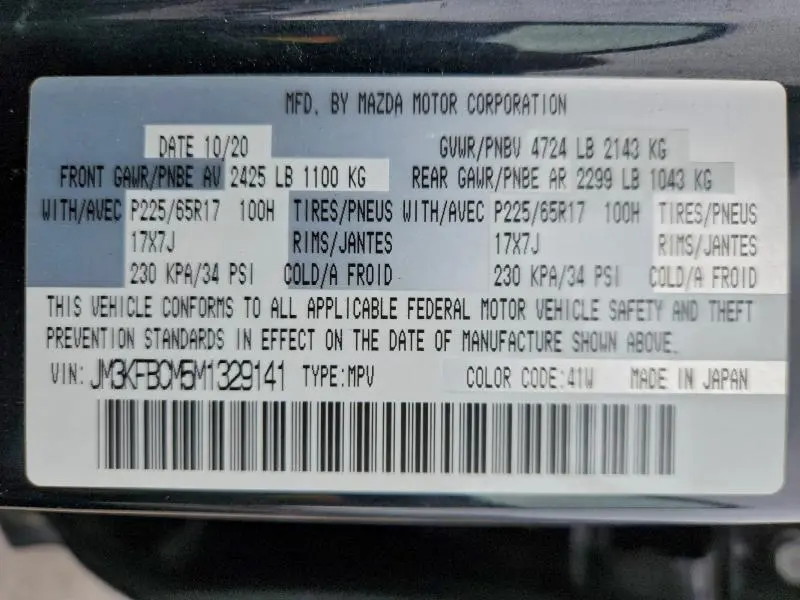 MFD. BY MAZDA MOTOR CORPORATION
DATE 10/20 GVWR/PNBV 4724 LB 2143 KG
FRONT GAWR/PNBE AV 2425 LB 1100 KG REAR GAWR/PNBE AR 2299 LB 1043 KG
WITH/AVEC P225/65R17 100H TIRES/PNEUS WITH/AVEC P225/65R17 100H TIRES/PNEUS
17X7J RIMS/JANTES 17X7J RIMS/JANTES
230 KPA/34 PSI COLD/A FROID 230 KPA/34 PSI COLD/A FROID
THIS VEHICLE CONFORMS TO ALL APPLICABLE FEDERAL MOTOR VEHICLE SAFETY AND THEFT
PREVENTION STANDARDS IN EFFECT ON THE DATE OF MANUFACTURE SHOWN ABOVE.
VIN: JM3KFBCM5M1329141 TYPE:MPV COLOR CODE:41W MADE IN JAPAN